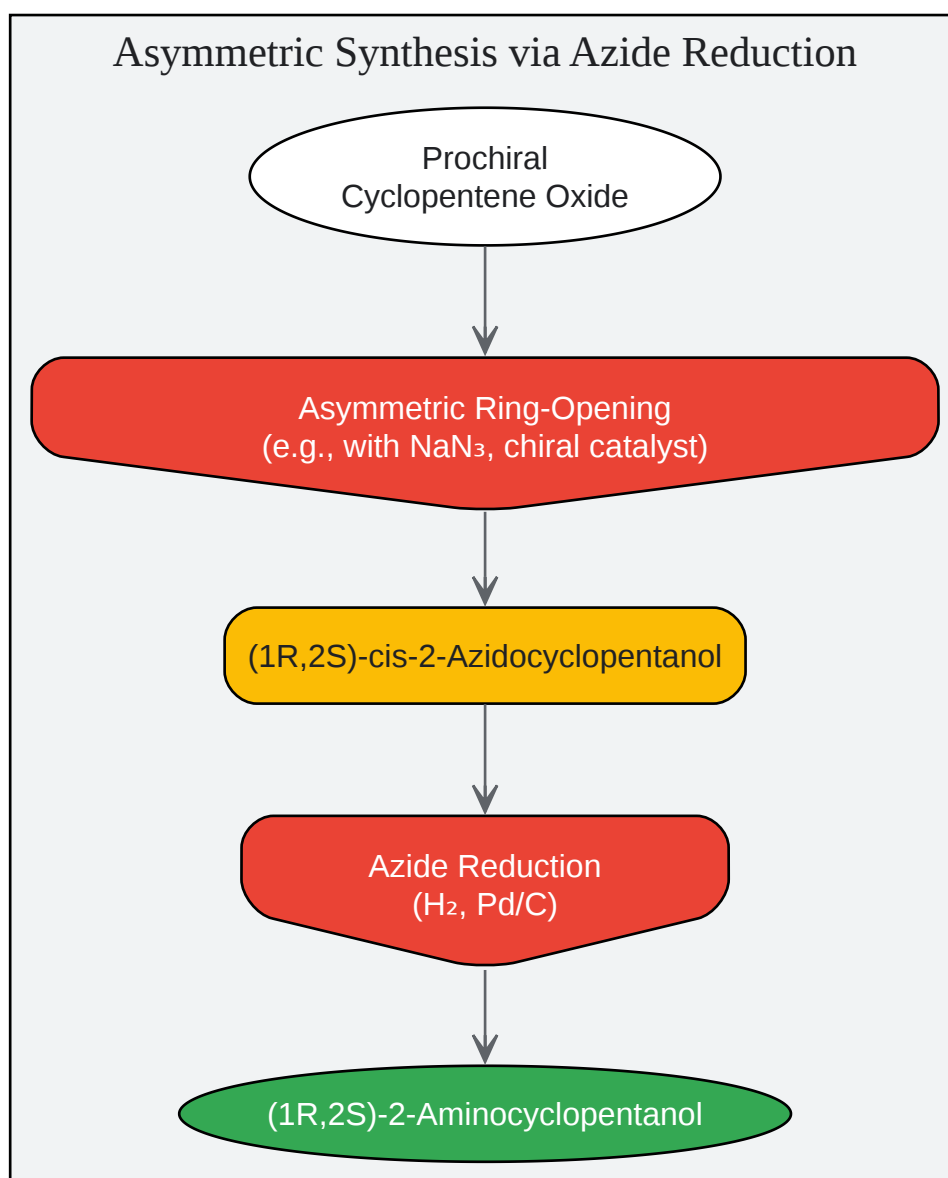 Asymmetric Synthesis via Azide Reduction
Prochiral
Cyclopentene Oxide
Asymmetric Ring-Opening
(e.g., with NaN₃, chiral catalyst)
(1R,2S)-cis-2-Azidocyclopentanol
Azide Reduction
(H₂, Pd/C)
(1R,2S)-2-Aminocyclopentanol